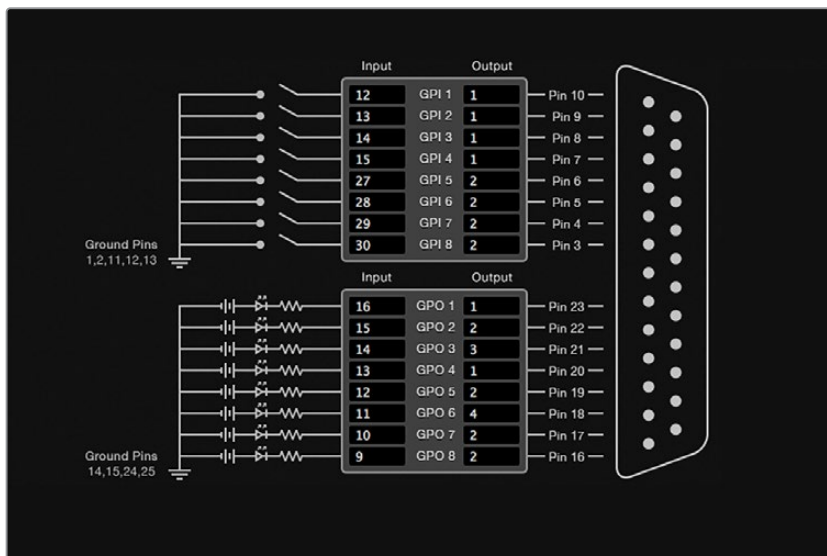 Input Output
12 GPI 1 1 Pin 10
13 GPI 2 1 Pin 9
14 GPI 3 1 Pin 8
15 GPI 4 1 Pin 7
27 GPI 5 2 Pin 6
28 GPI 6 2 Pin 5
29 GPI 7 2 Pin 4
30 GPI 8 2 Pin 3
Ground Pins
1,2,11,12,13
Input Output
16 GPO 1 1 Pin 23
15 GPO 2 2 Pin 22
14 GPO 3 3 Pin 21
13 GPO 4 1 Pin 20
12 GPO 5 2 Pin 19
11 GPO 6 4 Pin 18
10 GPO 7 2 Pin 17
9 GPO 8 2 Pin 16
Ground Pins
14,15,24,25